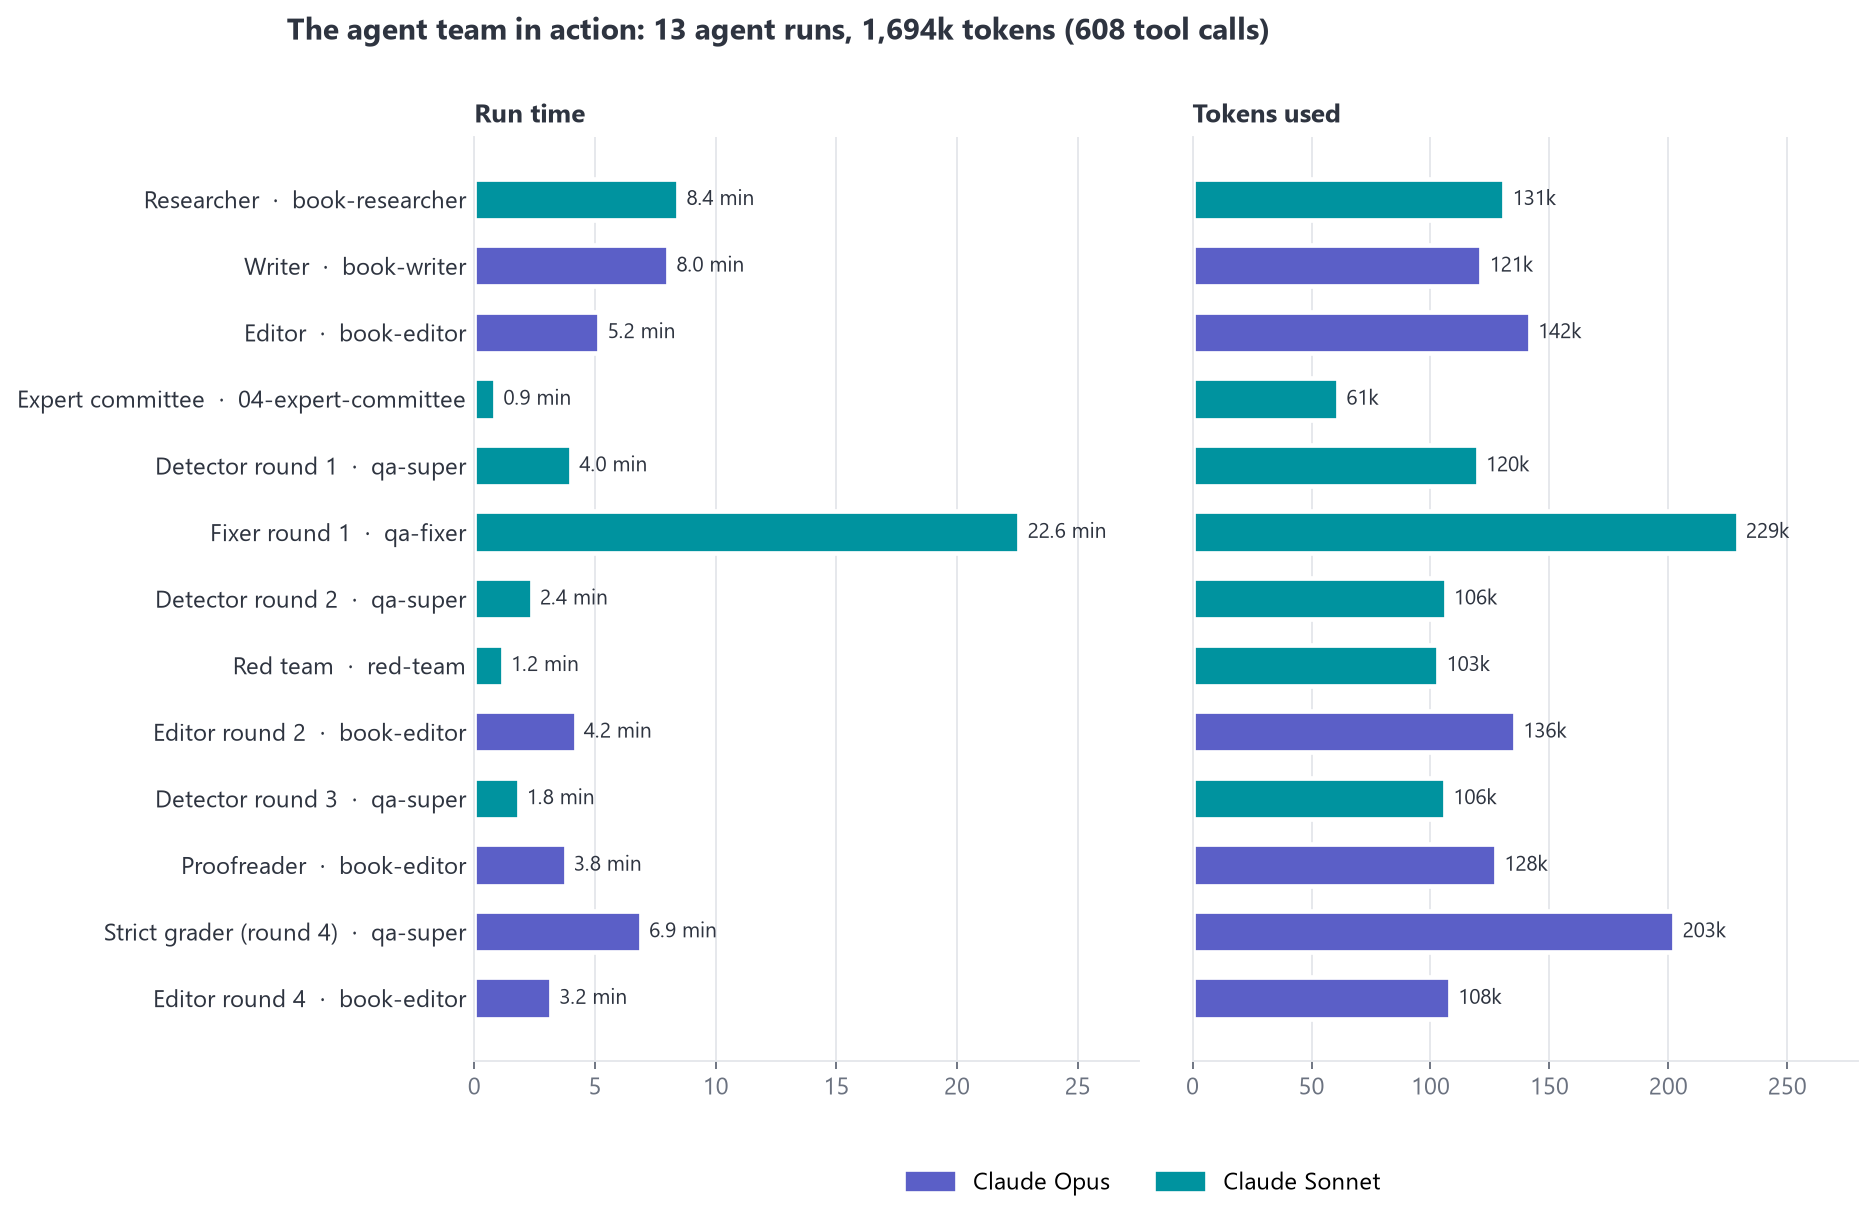 The agent team in action: 13 agent runs, 1,694k tokens (608 tool calls)
Run time
Tokens used
Researcher · book-researcher 8.4 min 131k
Writer · book-writer 8.0 min 121k
Editor · book-editor 5.2 min 142k
Expert committee · 04-expert-committee 0.9 min 61k
Detector round 1 · qa-super 4.0 min 120k
Fixer round 1 · qa-fixer 22.6 min 229k
Detector round 2 · qa-super 2.4 min 106k
Red team · red-team 1.2 min 103k
Editor round 2 · book-editor 4.2 min 136k
Detector round 3 · qa-super 1.8 min 106k
Proofreader · book-editor 3.8 min 128k
Strict grader (round 4) · qa-super 6.9 min 203k
Editor round 4 · book-editor 3.2 min 108k
0 5 10 15 20 25
0 50 100 150 200 250
Claude Opus Claude Sonnet